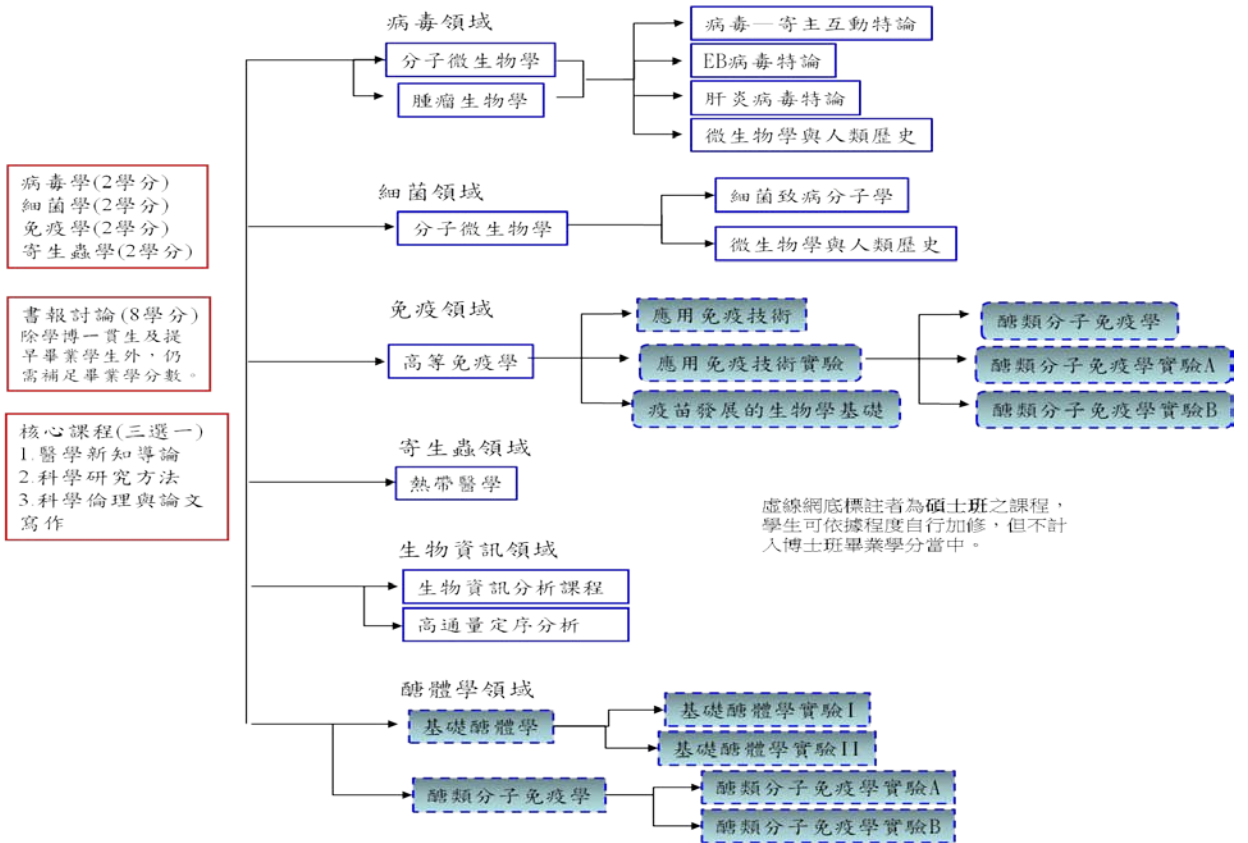 病毒學(2學分)
細菌學(2學分)
免疫學(2學分)
寄生蟲學(2學分)
書報討論(8學分)
除學博一貫生及提
早畢業學生外，仍
需補足畢業學分數。
核心課程(三選一)
1.醫學新知導論
2.科學研究方法
3.科學倫理與論文
寫作
病毒領域
分子微生物學
腫瘤生物學
病毒—寄主互動特論
EB病毒特論
肝炎病毒特論
微生物學與人類歷史
細菌領域
分子微生物學
細菌致病分子學
微生物學與人類歷史
免疫領域
高等免疫學
應用免疫技術
應用免疫技術實驗
疫苗發展的生物學基礎
醣類分子免疫學
醣類分子免疫學實驗A
醣類分子免疫學實驗B
寄生蟲領域
熱帶醫學
虛線網底標註者為碩士班之課程，
學生可依據程度自行加修，但不計
入博士班畢業學分當中。
生物資訊領域
生物資訊分析課程
高通量定序分析
醣體學領域
基礎醣體學
基礎醣體學實驗I
基礎醣體學實驗II
醣類分子免疫學
醣類分子免疫學實驗A
醣類分子免疫學實驗B